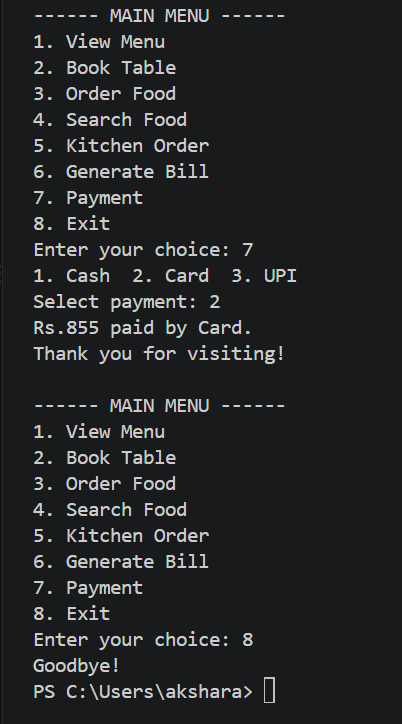 ------ MAIN MENU ------
1. View Menu
2. Book Table
3. Order Food
4. Search Food
5. Kitchen Order
6. Generate Bill
7. Payment
8. Exit
Enter your choice: 7
1. Cash  2. Card  3. UPI
Select payment: 2
Rs.855 paid by Card.
Thank you for visiting!

------ MAIN MENU ------
1. View Menu
2. Book Table
3. Order Food
4. Search Food
5. Kitchen Order
6. Generate Bill
7. Payment
8. Exit
Enter your choice: 8
Goodbye!
PS C:\Users\akshara>